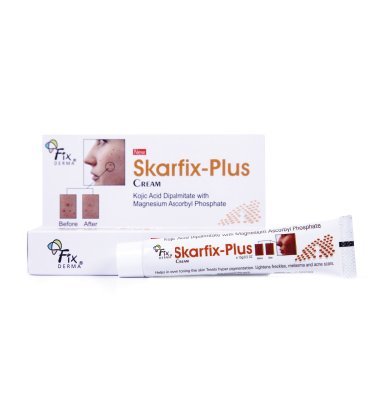 Fix
DERMA®
New
Skarfix-Plus
CREAM
Kojic Acid Dipalmitate with
Magnesium Ascorbyl Phosphate
Before After
Fix
DERMA®
Kojic Acid Dipalmitate with Magnesium Ascorbyl Phosphate
Skarfix-Plus
CREAM
Helps in even toning the skin. Treats hyper pigmentation. Lightens freckles, melasma and acne scars.